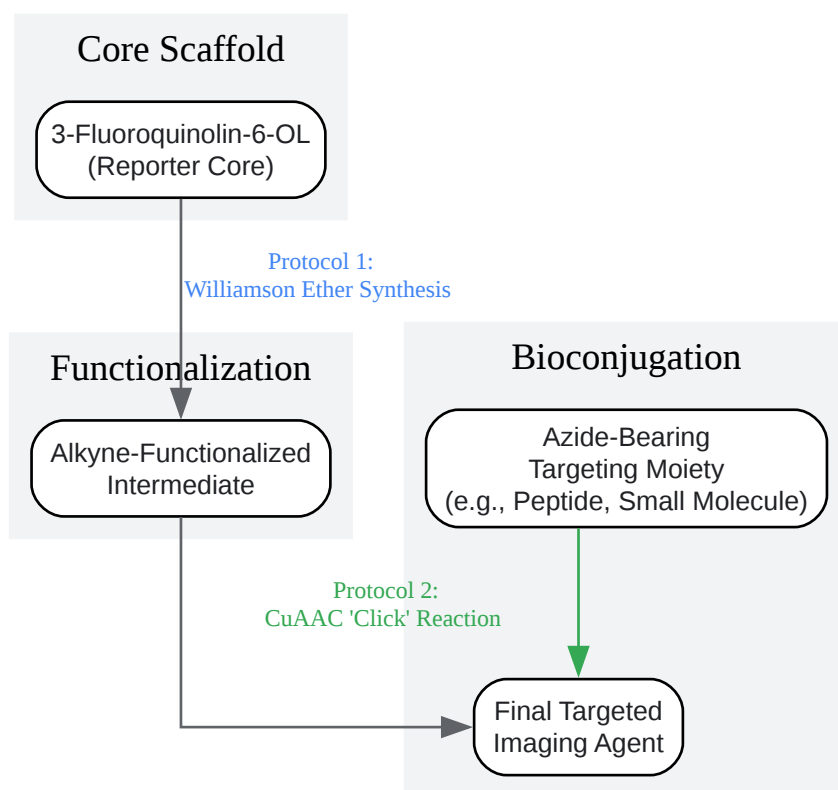 Core Scaffold
3-Fluoroquinolin-6-OL
(Reporter Core)
Protocol 1:
Williamson Ether Synthesis
Functionalization
Alkyne-Functionalized
Intermediate
Bioconjugation
Azide-Bearing
Targeting Moiety
(e.g., Peptide, Small Molecule)
Protocol 2:
CuAAC 'Click' Reaction
Final Targeted
Imaging Agent